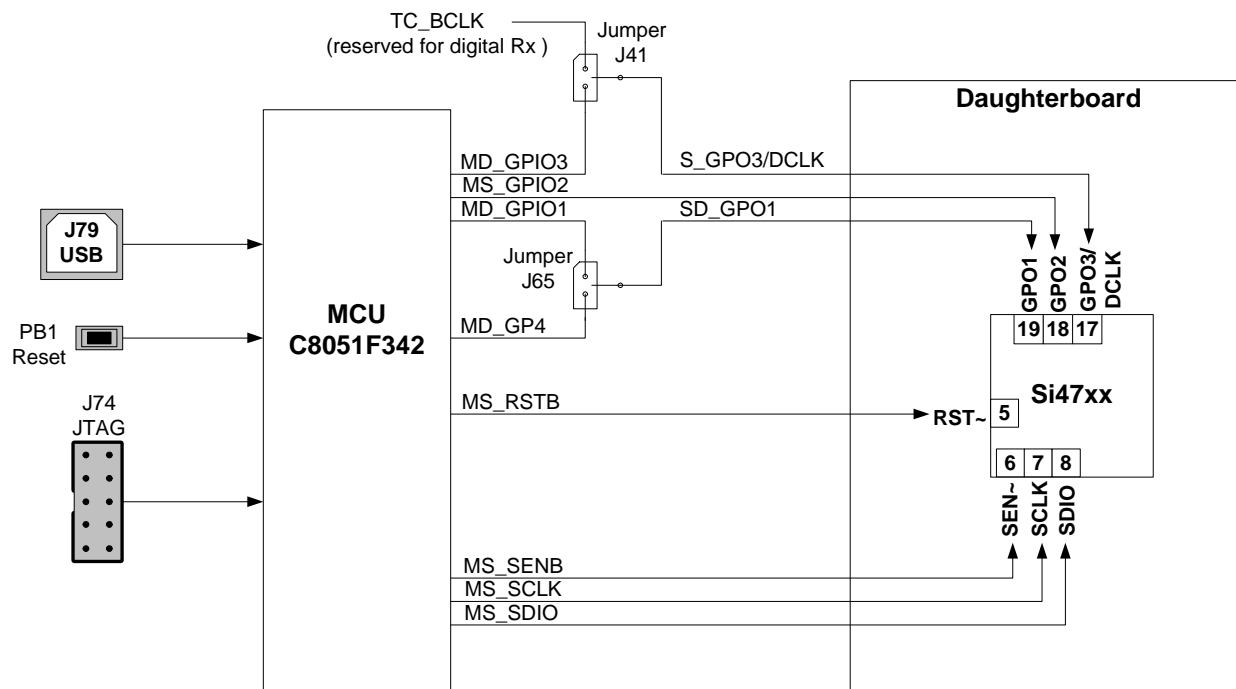 TC_BCLK
(reserved for digital Rx )
Jumper
J41
Daughterboard
MD_GPIO3
S_GPO3/DCLK
MS_GPIO2
MD_GPIO1
SD_GPO1
J79
USB
Jumper
J65
GPO1
GPO2
GPO3/
DCLK
MCU
C8051F342
PB1
Reset
MD_GP4
19
18
17
Si47xx
J74
JTAG
MS_RSTB
RST~
5
6
7
8
SEN~
SCLK
SDIO
MS_SENB
MS_SCLK
MS_SDIO